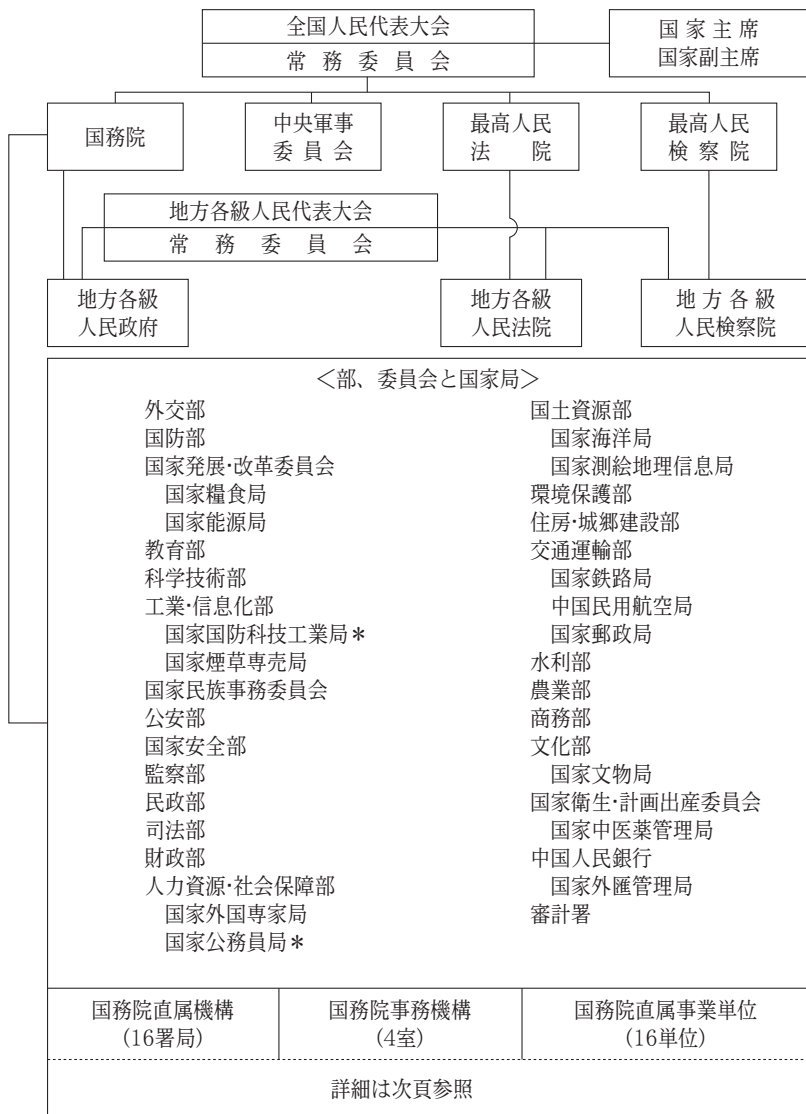 全国人民代表大会
常務委員会
国家主席
国家副主席
国務院
中央軍事
委員会
最高人民
法院
最高人民
検察院
地方各級人民代表大会
常務委員会
地方各級
人民政府
地方各級
人民法院
地方各級
人民検察院
＜部、委員会と国家局＞
外交部
国防部
国家発展・改革委員会
国家糧食局
国家能源局
教育部
科学技術部
工業・信息化部
国家国防科技工業局＊
国家煙草専売局
国家民族事務委員会
公安部
国家安全部
監察部
民政部
司法部
財政部
人力資源・社会保障部
国家外国専家局
国家公務員局＊
国土資源部
国家海洋局
国家測絵地理信息局
環境保護部
住房・城郷建設部
交通運輸部
国家鉄路局
中国民用航空局
国家郵政局
水利部
農業部
商務部
文化部
国家文物局
国家衛生・計画出産委員会
国家中医薬管理局
中国人民銀行
国家外匯管理局
審計署
国務院直属機構
(16署局)
国務院事務機構
(4室)
国務院直属事業単位
(16単位)
詳細は次頁参照